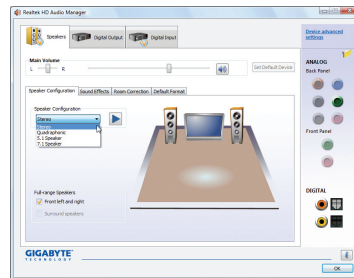 Realtek HD Audio Manager
Speakers
Digital Output
Digital Input
Device advanced
settings
Main Volume
L
R
Set Default Device
ANALOG
Back Panel
Speaker Configuration
Sound Effects
Room Correction
Default Format
Speaker Configuration
Stereo
Stereo
Quadraphonic
5.1 Speaker
7.1 Speaker
Front Panel
Full-range Speakers
Front left and right
Surround speakers
DIGITAL
GIGABYTE
TECHNOLOGY
i
OK